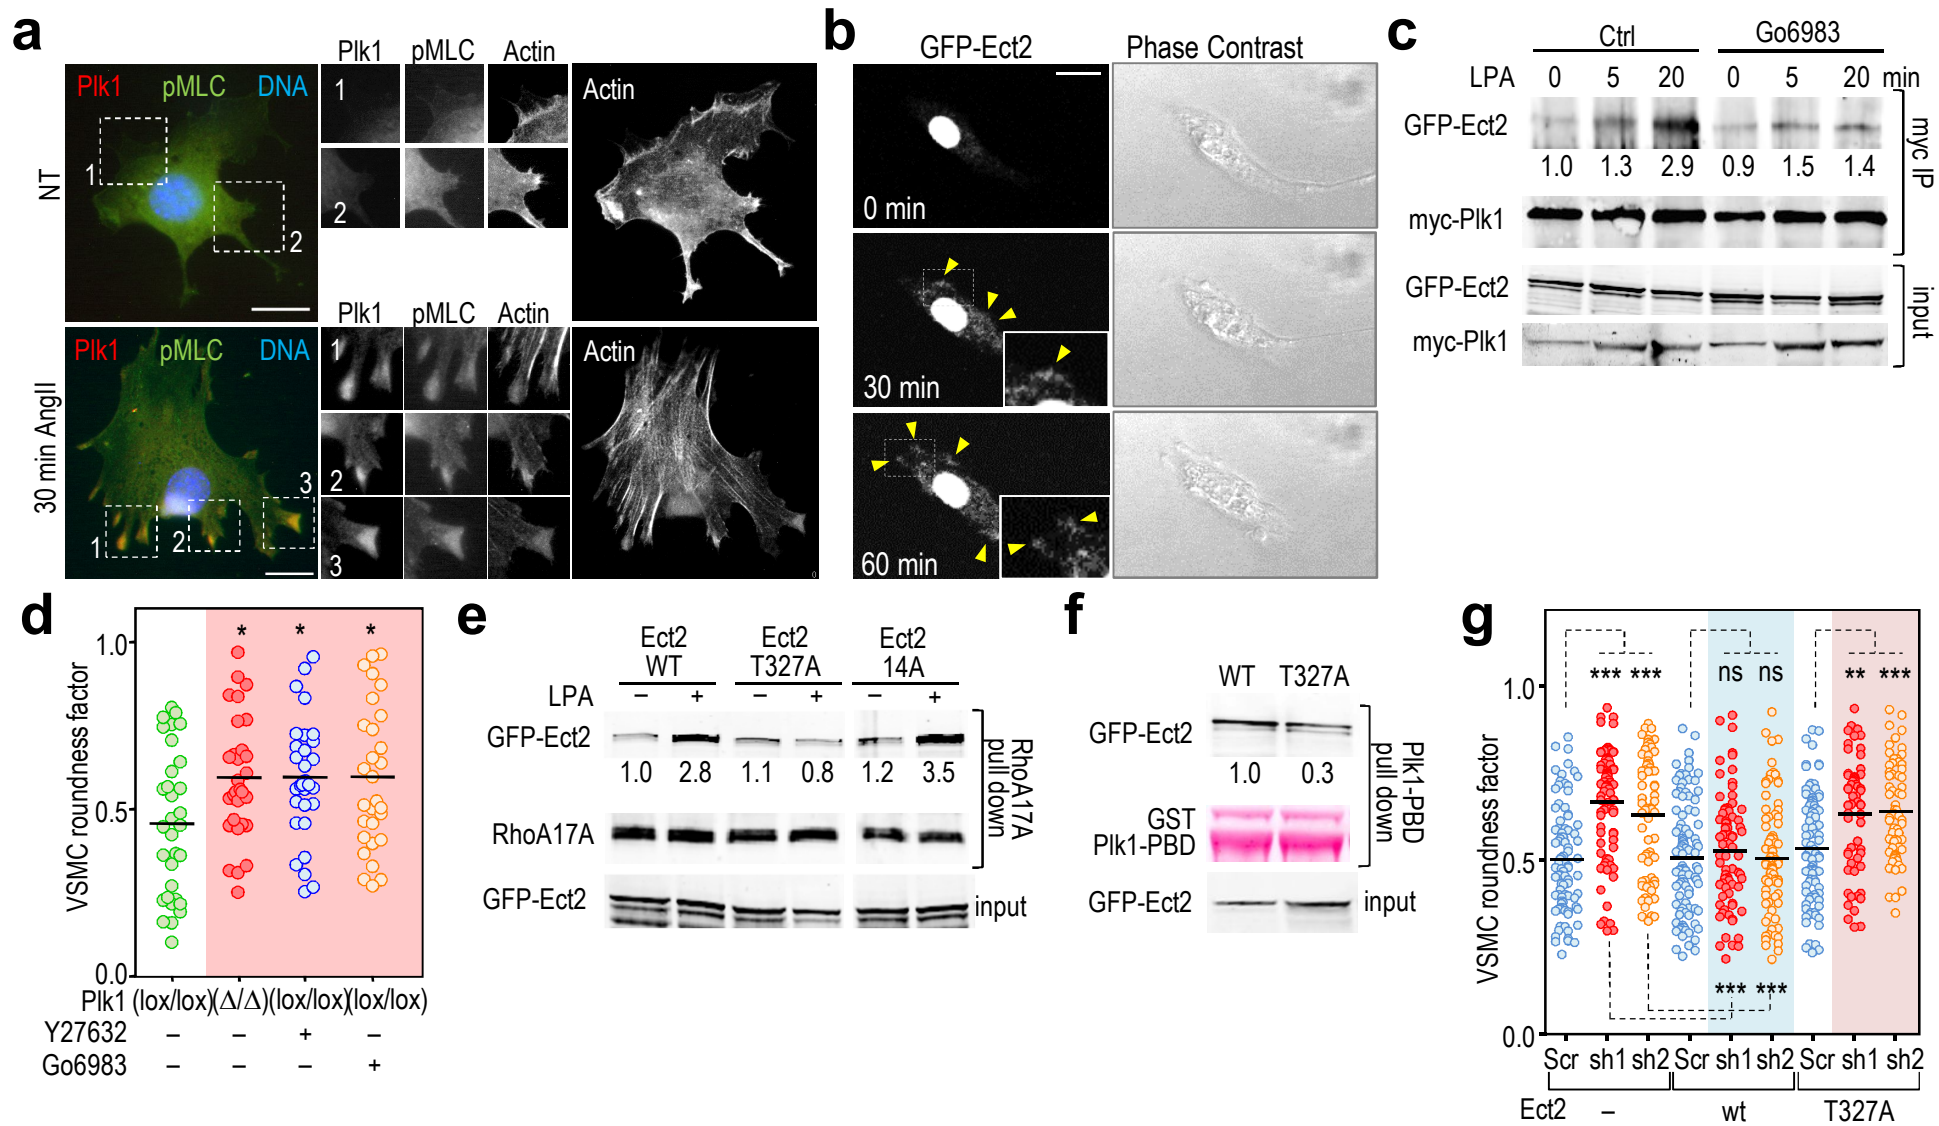 a
Plk1 pMLC DNA
NT
1
2
Plk1 pMLC Actin
1
2
Actin
30 min AngII
Plk1 pMLC DNA
1
2
3
Plk1 pMLC Actin
1
2
3
Actin
b
GFP-Ect2 Phase Contrast
0 min
30 min
60 min
c
Ctrl Go6983
LPA 0 5 20 0 5 20 min
GFP-Ect2
1.0 1.3 2.9 0.9 1.5 1.4
myc-Plk1
myc IP
GFP-Ect2
myc-Plk1
input
d
VSMC roundness factor
1.0
0.5
0.0
* * *
Plk1 (lox/lox) (Δ/Δ) (lox/lox) (lox/lox)
Y27632 – – + –
Go6983 – – – +
e
Ect2 WT
Ect2 T327A
Ect2 14A
LPA – + – + – +
GFP-Ect2
1.0 2.8 1.1 0.8 1.2 3.5
RhoA17A
RhoA17A pull down
GFP-Ect2
input
f
WT T327A
GFP-Ect2
1.0 0.3
GST
Plk1-PBD
Plk1-PBD pull down
GFP-Ect2
input
g
VSMC roundness factor
1.0
0.5
0.0
*** *** ns ns ** ***
*** ***
Scr sh1 sh2 Scr sh1 sh2 Scr sh1 sh2
Ect2 – wt T327A